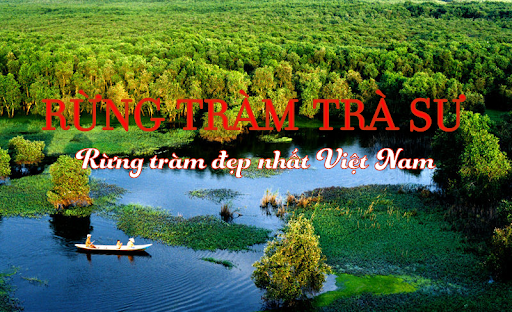 RỪNG TRÀM TRÀ SƯ
Rừng tràm đẹp nhất Việt Nam